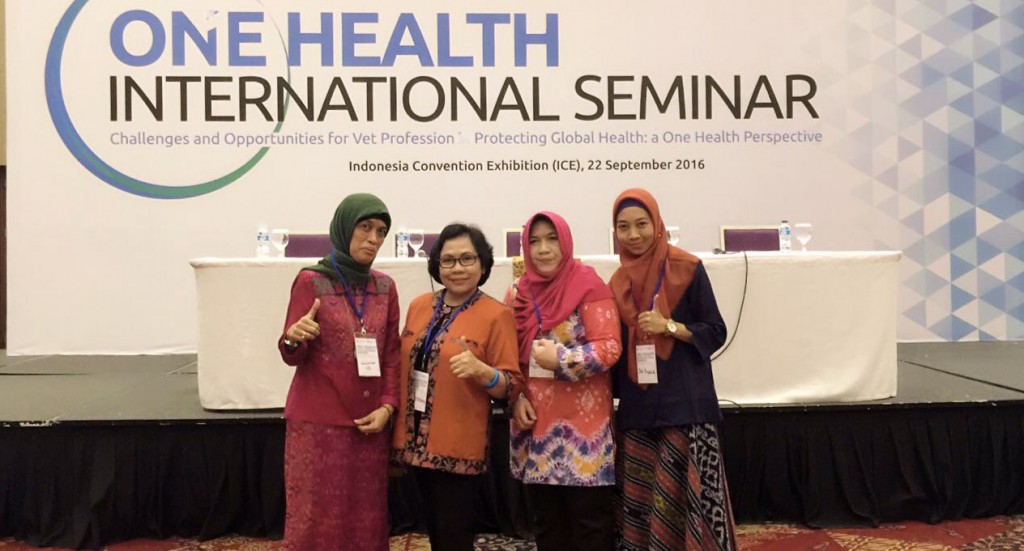 ONE HEALTH
INTERNATIONAL SEMINAR
Challenges and Opportunities for Vet Profession Protecting Global Health: a One Health Perspective
Indonesia Convention Exhibition (ICE), 22 September 2016